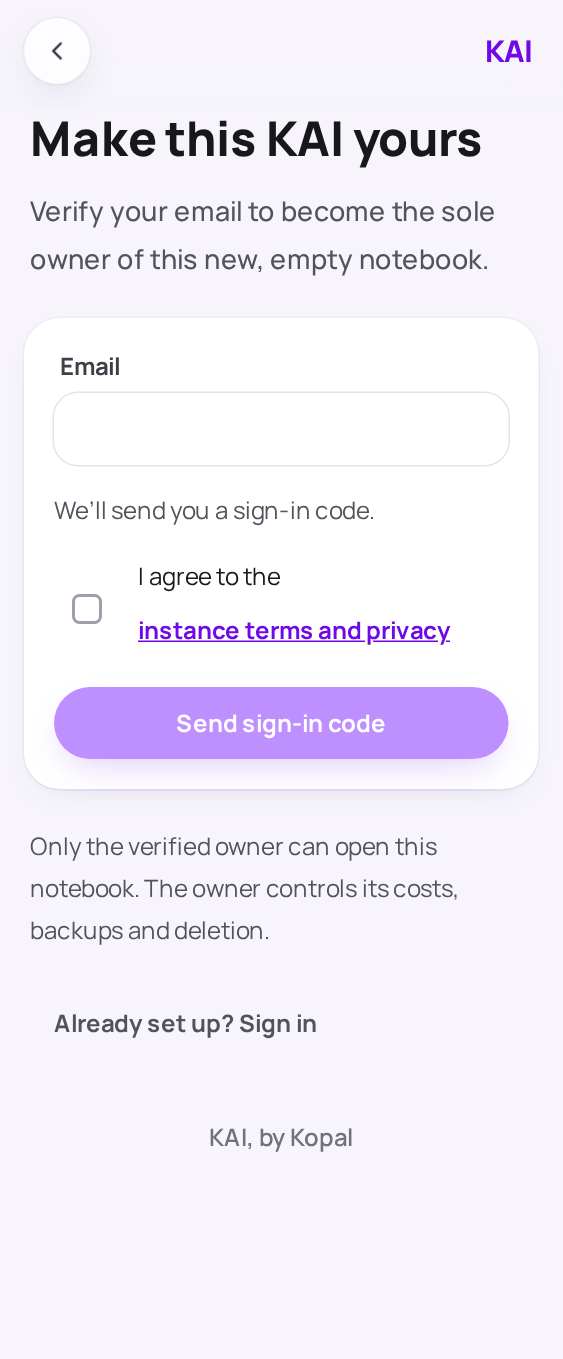 KAI
Make this KAI yours
Verify your email to become the sole
owner of this new, empty notebook.
Email
We’ll send you a sign-in code.
I agree to the
instance terms and privacy
Send sign-in code
Only the verified owner can open this
notebook. The owner controls its costs,
backups and deletion.
Already set up? Sign in
KAI, by Kopal